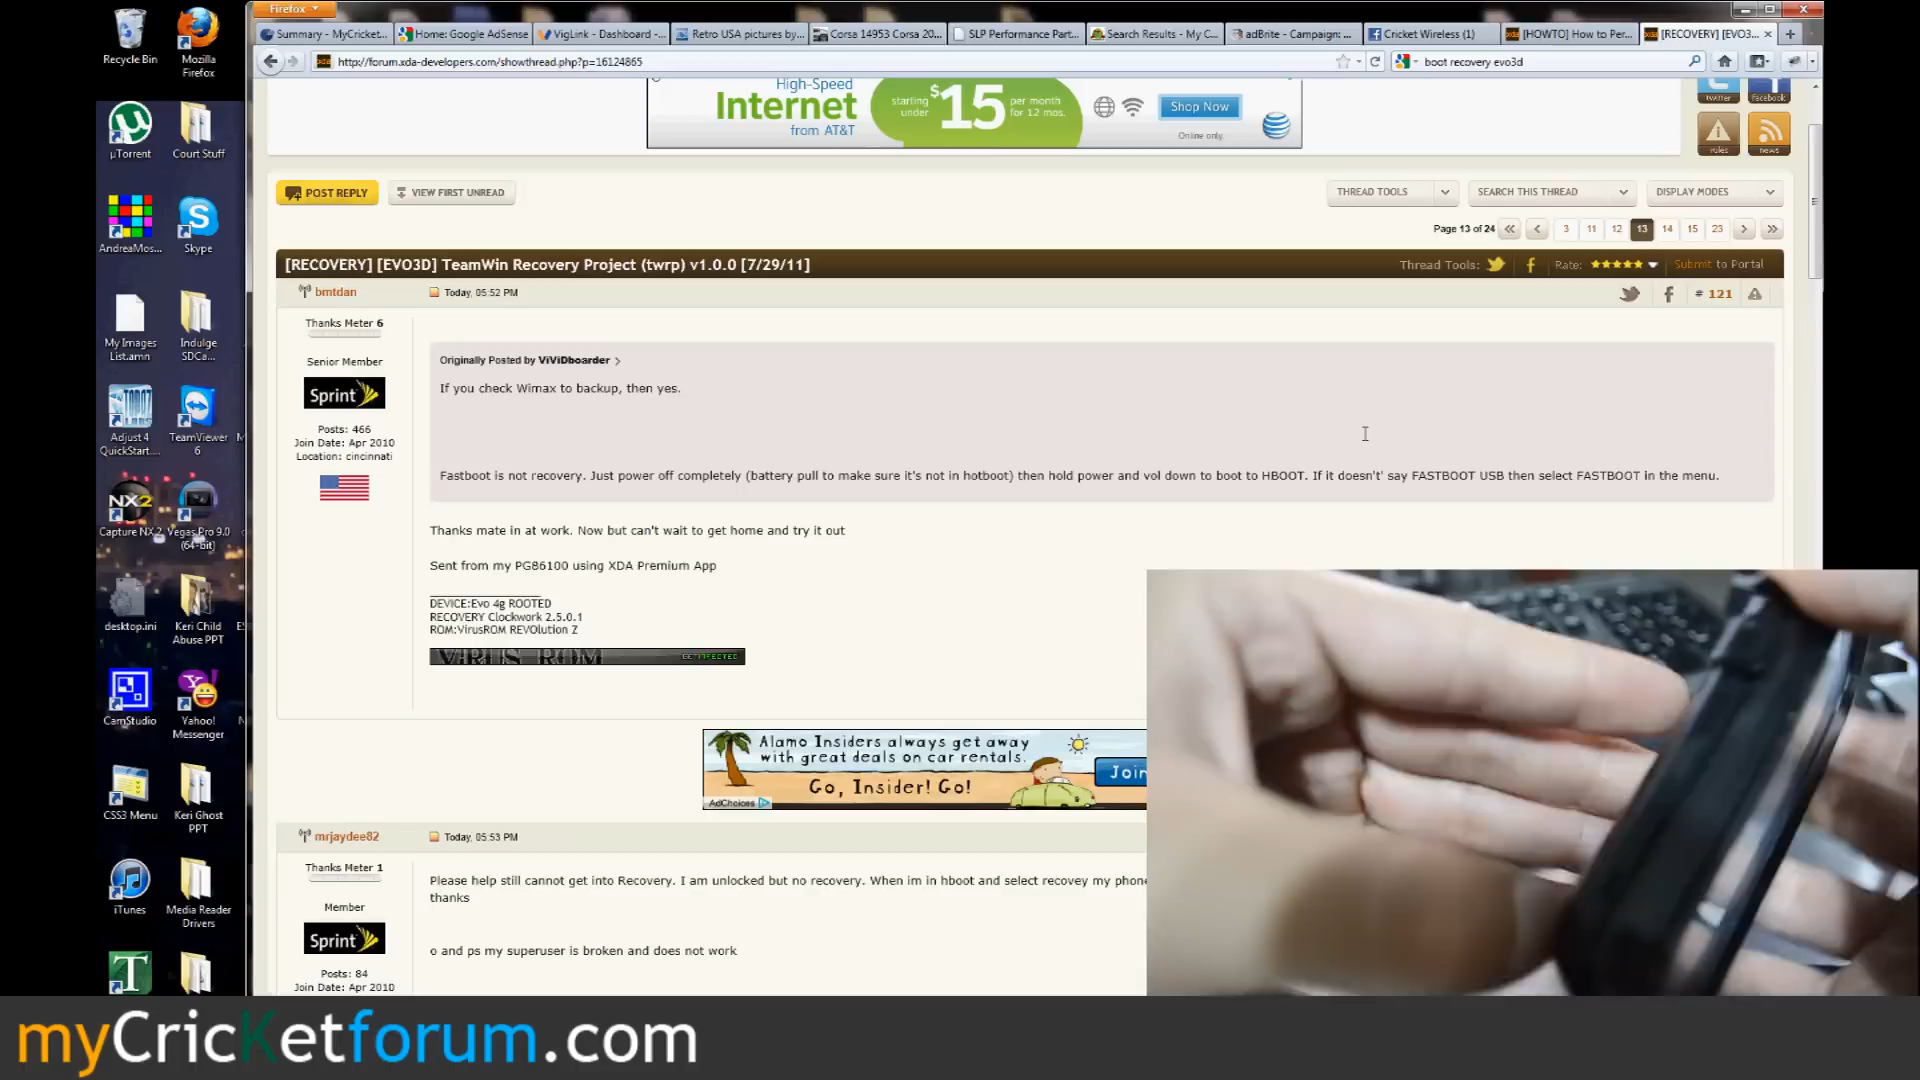 Firefox
Summary - MyCricket...
Home: Google AdSense
VigLink - Dashboard -...
Retro USA pictures by...
Corsa 14953 Corsa 20...
SLP Performance Part...
Search Results - My C...
adBrite - Campaign: ...
Cricket Wireless (1)
[HOWTO] How to Per...
[RECOVERY] [EVO3...
http://forum.xda-developers.com/showthread.php?p=16124865
boot recovery evo3d
Recycle Bin
Mozilla Firefox
µTorrent
Court Stuff
AndreaMos...
Skype
My Images List.amn
Indulge SDCa...
Adjust 4 QuickStart...
TeamViewer 6
Capture NX 2
Vegas Pro 9.0 (64-bit)
desktop.ini
Keri Child Abuse PPT
CamStudio
Yahoo! Messenger
CSS3 Menu
Keri Ghost PPT
iTunes
Media Reader Drivers
High-Speed
Internet
from AT&T
starting under $15 per month for 12 mos.
Shop Now
Online only.
twitter
facebook
rules
news
POST REPLY
VIEW FIRST UNREAD
THREAD TOOLS
SEARCH THIS THREAD
DISPLAY MODES
Page 13 of 24
3 11 12 13 14 15 23
[RECOVERY] [EVO3D] TeamWin Recovery Project (twrp) v1.0.0 [7/29/11]
Thread Tools:
Rate:
Submit to Portal
bmtdan
Today, 05:52 PM
# 121
Thanks Meter 6
Senior Member
Sprint
Posts: 466
Join Date: Apr 2010
Location: cincinnati
Originally Posted by ViViDboarder
If you check Wimax to backup, then yes.
Fastboot is not recovery. Just power off completely (battery pull to make sure it's not in hotboot) then hold power and vol down to boot to HBOOT. If it doesn't' say FASTBOOT USB then select FASTBOOT in the menu.
Thanks mate in at work. Now but can't wait to get home and try it out
Sent from my PG86100 using XDA Premium App
DEVICE:Evo 4g ROOTED
RECOVERY Clockwork 2.5.0.1
ROM:VirusROM REVOlution Z
ViRUS ROM
GET INFECTED
Alamo Insiders always get away
with great deals on car rentals.
Go, Insider! Go!
Join
AdChoices
mrjaydee82
Today, 05:53 PM
Thanks Meter 1
Member
Sprint
Posts: 84
Join Date: Apr 2010
Please help still cannot get into Recovery. I am unlocked but no recovery. When im in hboot and select recovey my phone
thanks
o and ps my superuser is broken and does not work
myCricKetforum.com